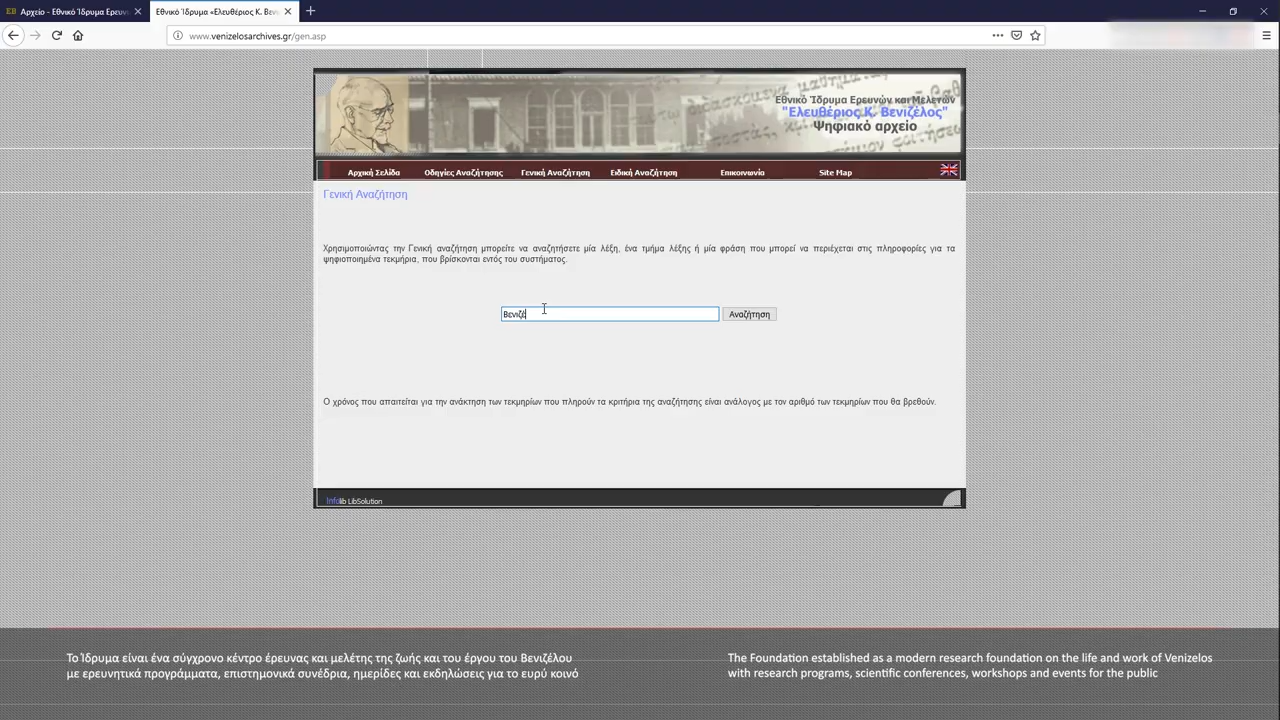 Αρχείο - Εθνικό Ίδρυμα Ερευν
Εθνικό Ίδρυμα «Ελευθέριος Κ. Βενι
www.venizelosarchives.gr/gen.asp
Εθνικό Ίδρυμα Ερευνών και Μελετών
"Ελευθέριος Κ. Βενιζέλος"
Ψηφιακό αρχείο
Αρχική Σελίδα Οδηγίες Αναζήτησης Γενική Αναζήτηση Ειδική Αναζήτηση Επικοινωνία Site Map
Γενική Αναζήτηση
Χρησιμοποιώντας την Γενική αναζήτηση μπορείτε να αναζητήσετε μία λέξη, ένα τμήμα λέξης ή μία φράση που μπορεί να περιέχεται στις πληροφορίες για τα
ψηφιοποιημένα τεκμήρια, που βρίσκονται εντός του συστήματος.
Βενιζέ Αναζήτηση
Ο χρόνος που απαιτείται για την ανάκτηση των τεκμηρίων που πληρούν τα κριτήρια της αναζήτησης είναι ανάλογος με τον αριθμό των τεκμηρίων που θα βρεθούν.
Infolib LibSolution
Το Ίδρυμα είναι ένα σύγχρονο κέντρο έρευνας και μελέτης της ζωής και του έργου του Βενιζέλου
με ερευνητικά προγράμματα, επιστημονικά συνέδρια, ημερίδες και εκδηλώσεις για το ευρύ κοινό
The Foundation established as a modern research foundation on the life and work of Venizelos
with research programs, scientific conferences, workshops and events for the public